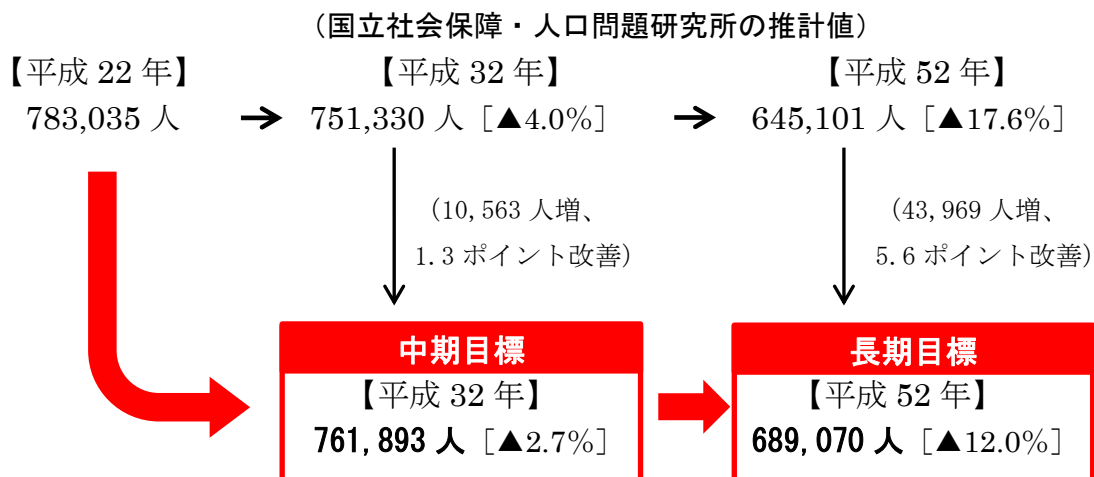 （国立社会保障・人口問題研究所の推計値）
【平成 22 年】 【平成 32 年】 【平成 52 年】
783,035 人 → 751,330 人［▲4.0%］ → 645,101 人［▲17.6%］
(10,563 人増、 (43,969 人増、
1.3 ポイント改善) 5.6 ポイント改善)
中期目標 長期目標
【平成 32 年】 【平成 52 年】
761,893 人［▲2.7%］ 689,070 人［▲12.0%］